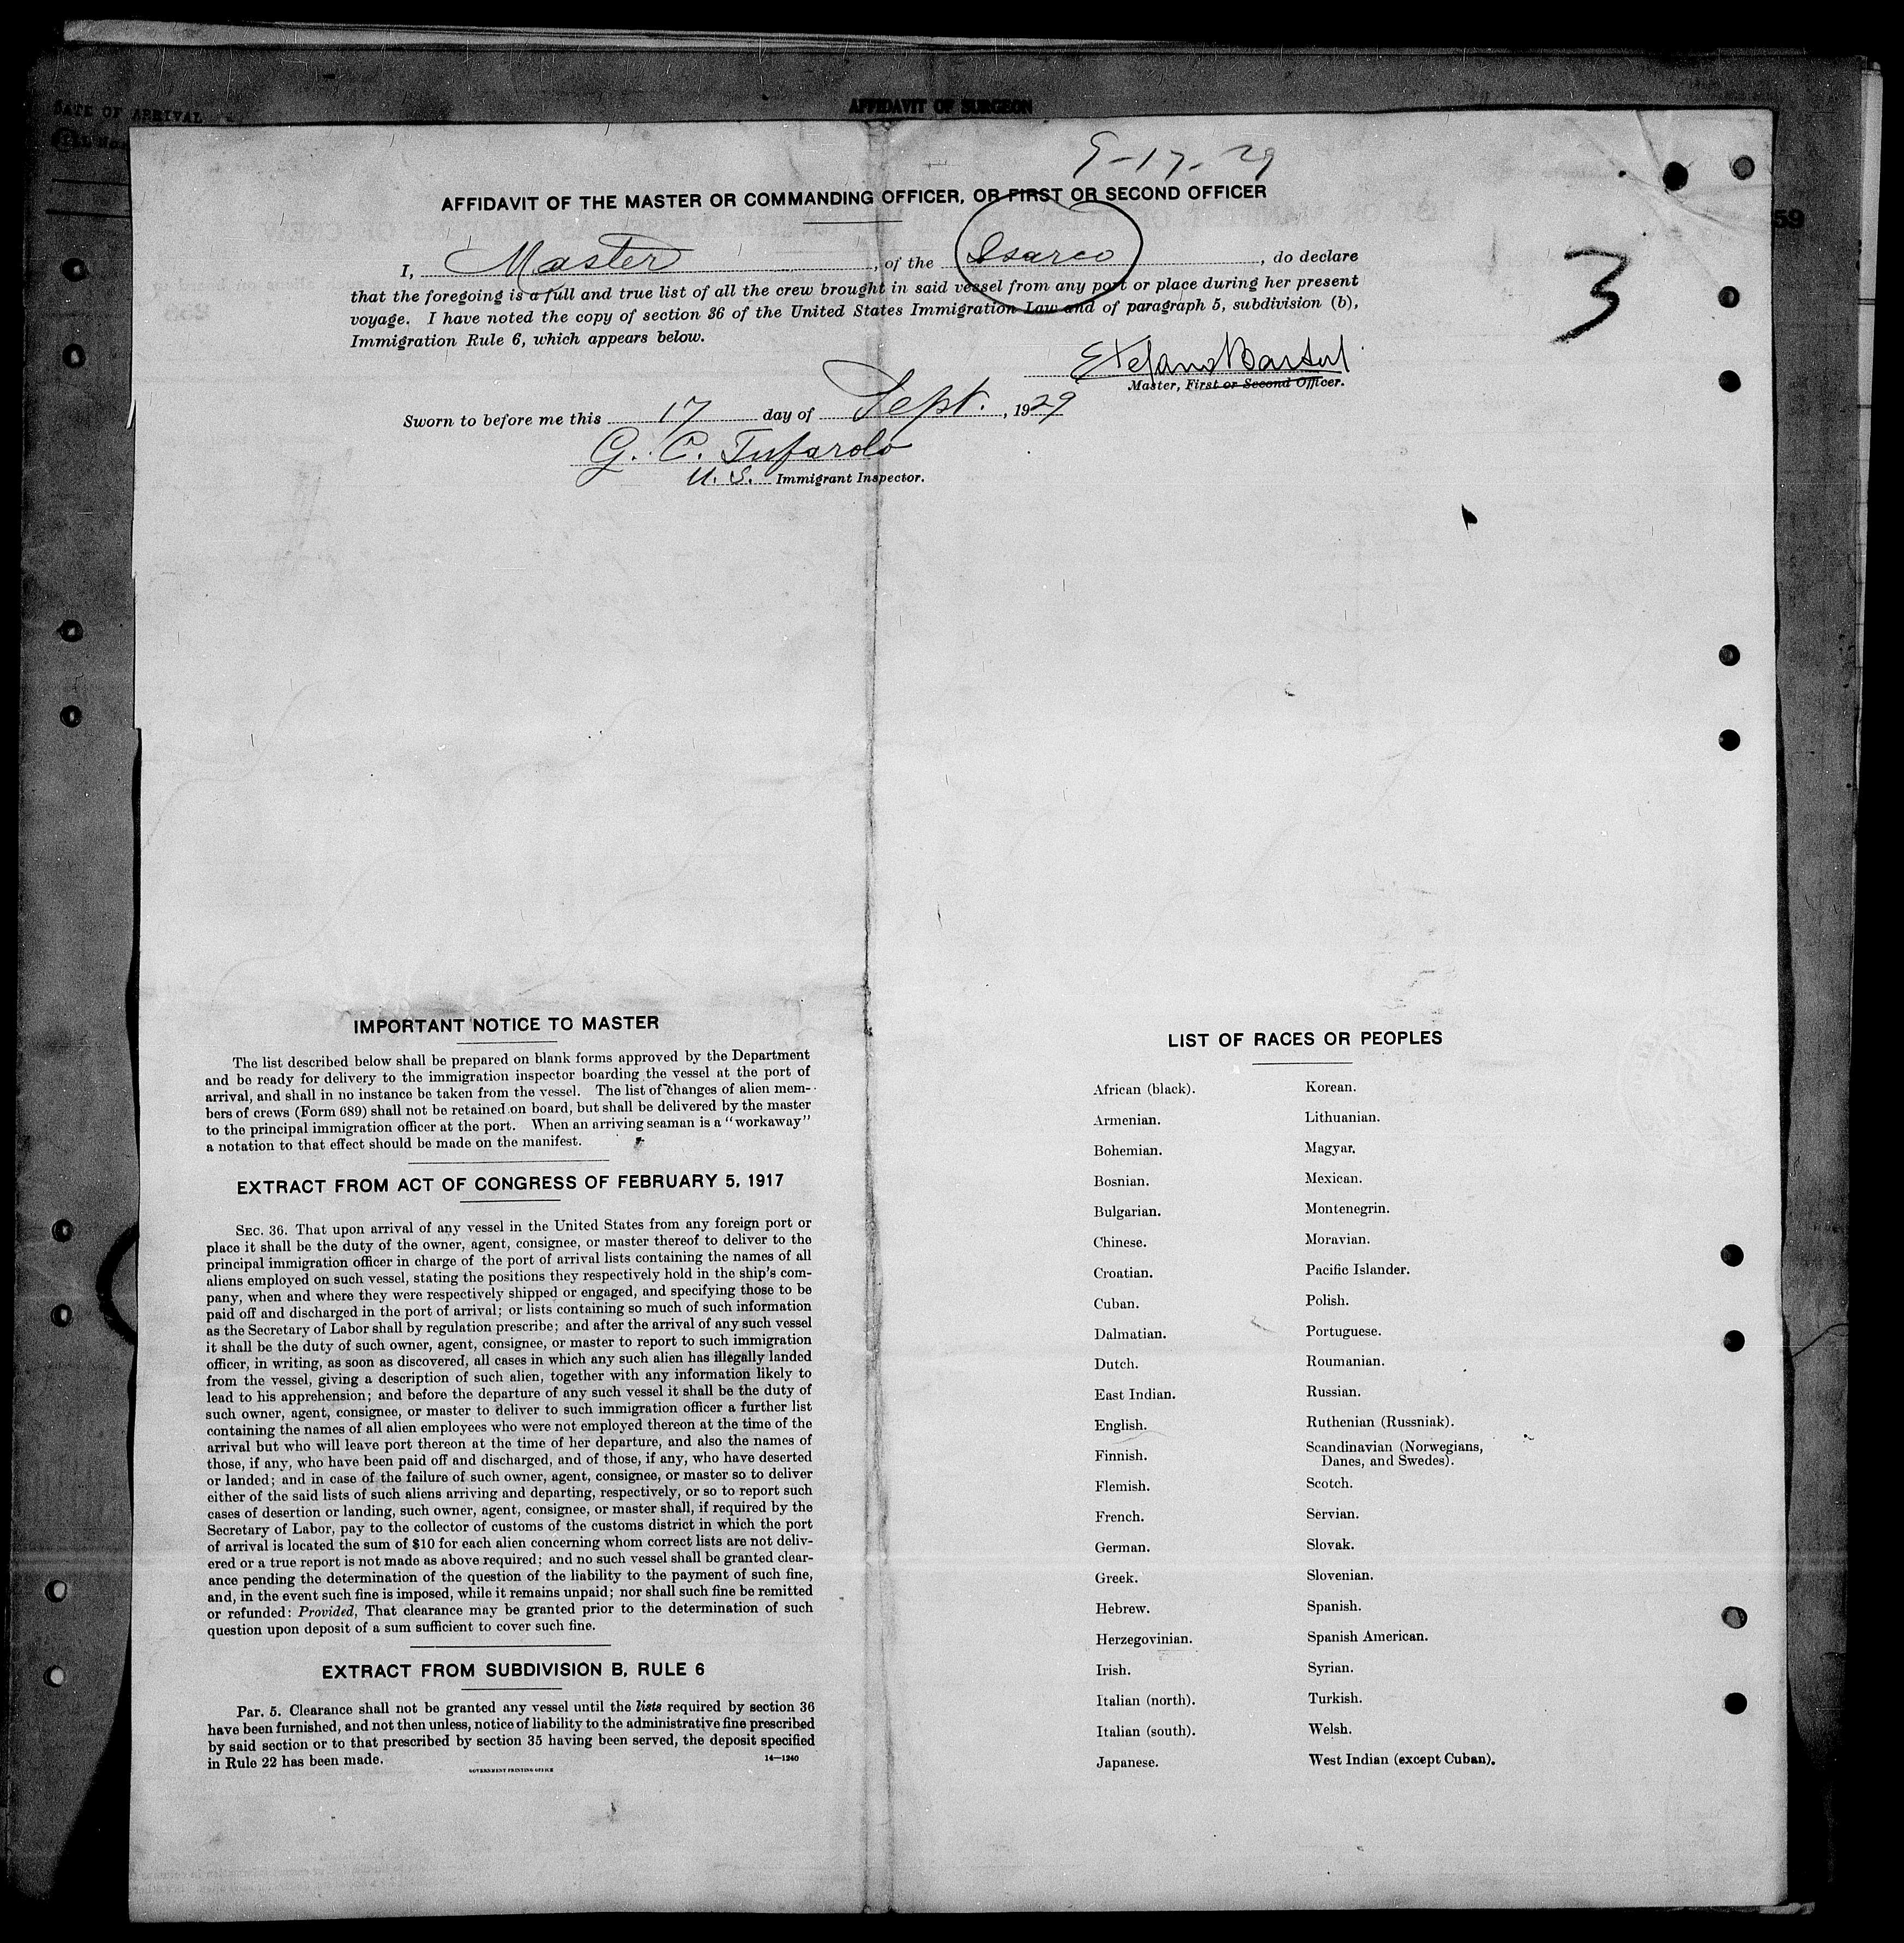 DATE OF ARRIVAL
AFFIDAVIT OF SURGEON
9-17-29
AFFIDAVIT OF THE MASTER OR COMMANDING OFFICER, OR FIRST OR SECOND OFFICER
59
3
I, Master, of the Isarco, do declare
that the foregoing is a full and true list of all the crew brought in said vessel from any port or place during her present
voyage. I have noted the copy of section 36 of the United States Immigration Law and of paragraph 5, subdivision (b),
Immigration Rule 6, which appears below.
Master, First or Second Officer.
Sworn to before me this 17 day of Sept., 1929
G. C. Tufarolo
U. S. Immigrant Inspector.
IMPORTANT NOTICE TO MASTER
The list described below shall be prepared on blank forms approved by the Department
and be ready for delivery to the immigration inspector boarding the vessel at the port of
arrival, and shall in no instance be taken from the vessel. The list of changes of alien mem-
bers of crews (Form 689) shall not be retained on board, but shall be delivered by the master
to the principal immigration officer at the port. When an arriving seaman is a "workaway"
a notation to that effect should be made on the manifest.
EXTRACT FROM ACT OF CONGRESS OF FEBRUARY 5, 1917
SEC. 36. That upon arrival of any vessel in the United States from any foreign port or
place it shall be the duty of the owner, agent, consignee, or master thereof to deliver to the
principal immigration officer in charge of the port of arrival lists containing the names of all
aliens employed on such vessel, stating the positions they respectively hold in the ship's com-
pany, when and where they were respectively shipped or engaged, and specifying those to be
paid off and discharged in the port of arrival; or lists containing so much of such information
as the Secretary of Labor shall by regulation prescribe; and after the arrival of any such vessel
it shall be the duty of such owner, agent, consignee, or master to report to such immigration
officer, in writing, as soon as discovered, all cases in which any such alien has illegally landed
from the vessel, giving a description of such alien, together with any information likely to
lead to his apprehension; and before the departure of any such vessel it shall be the duty of
such owner, agent, consignee, or master to deliver to such immigration officer a further list
containing the names of all alien employees who were not employed thereon at the time of the
arrival but who will leave port thereon at the time of her departure, and also the names of
those, if any, who have been paid off and discharged, and of those, if any, who have deserted
or landed; and in case of the failure of such owner, agent, consignee, or master so to deliver
either of the said lists of such aliens arriving and departing, respectively, or so to report such
cases of desertion or landing, such owner, agent, consignee, or master shall, if required by the
Secretary of Labor, pay to the collector of customs of the customs district in which the port
of arrival is located the sum of $10 for each alien concerning whom correct lists are not deliv-
ered or a true report is not made as above required; and no such vessel shall be granted clear-
ance pending the determination of the question of the liability to the payment of such fine,
and, in the event such fine is imposed, while it remains unpaid; nor shall such fine be remitted
or refunded: Provided, That clearance may be granted prior to the determination of such
question upon deposit of a sum sufficient to cover such fine.
EXTRACT FROM SUBDIVISION B, RULE 6
Par. 5. Clearance shall not be granted any vessel until the lists required by section 36
have been furnished, and not then unless, notice of liability to the administrative fine prescribed
by said section or to that prescribed by section 35 having been served, the deposit specified
in Rule 22 has been made.
14—1240
GOVERNMENT PRINTING OFFICE
LIST OF RACES OR PEOPLES
African (black).
Armenian.
Bohemian.
Bosnian.
Bulgarian.
Chinese.
Croatian.
Cuban.
Dalmatian.
Dutch.
East Indian.
English.
Finnish.
Flemish.
French.
German.
Greek.
Hebrew.
Herzegovinian.
Irish.
Italian (north).
Italian (south).
Japanese.
Korean.
Lithuanian.
Magyar.
Mexican.
Montenegrin.
Moravian.
Pacific Islander.
Polish.
Portuguese.
Roumanian.
Russian.
Ruthenian (Russniak).
Scandinavian (Norwegians,
Danes, and Swedes).
Scotch.
Servian.
Slovak.
Slovenian.
Spanish.
Spanish American.
Syrian.
Turkish.
Welsh.
West Indian (except Cuban).